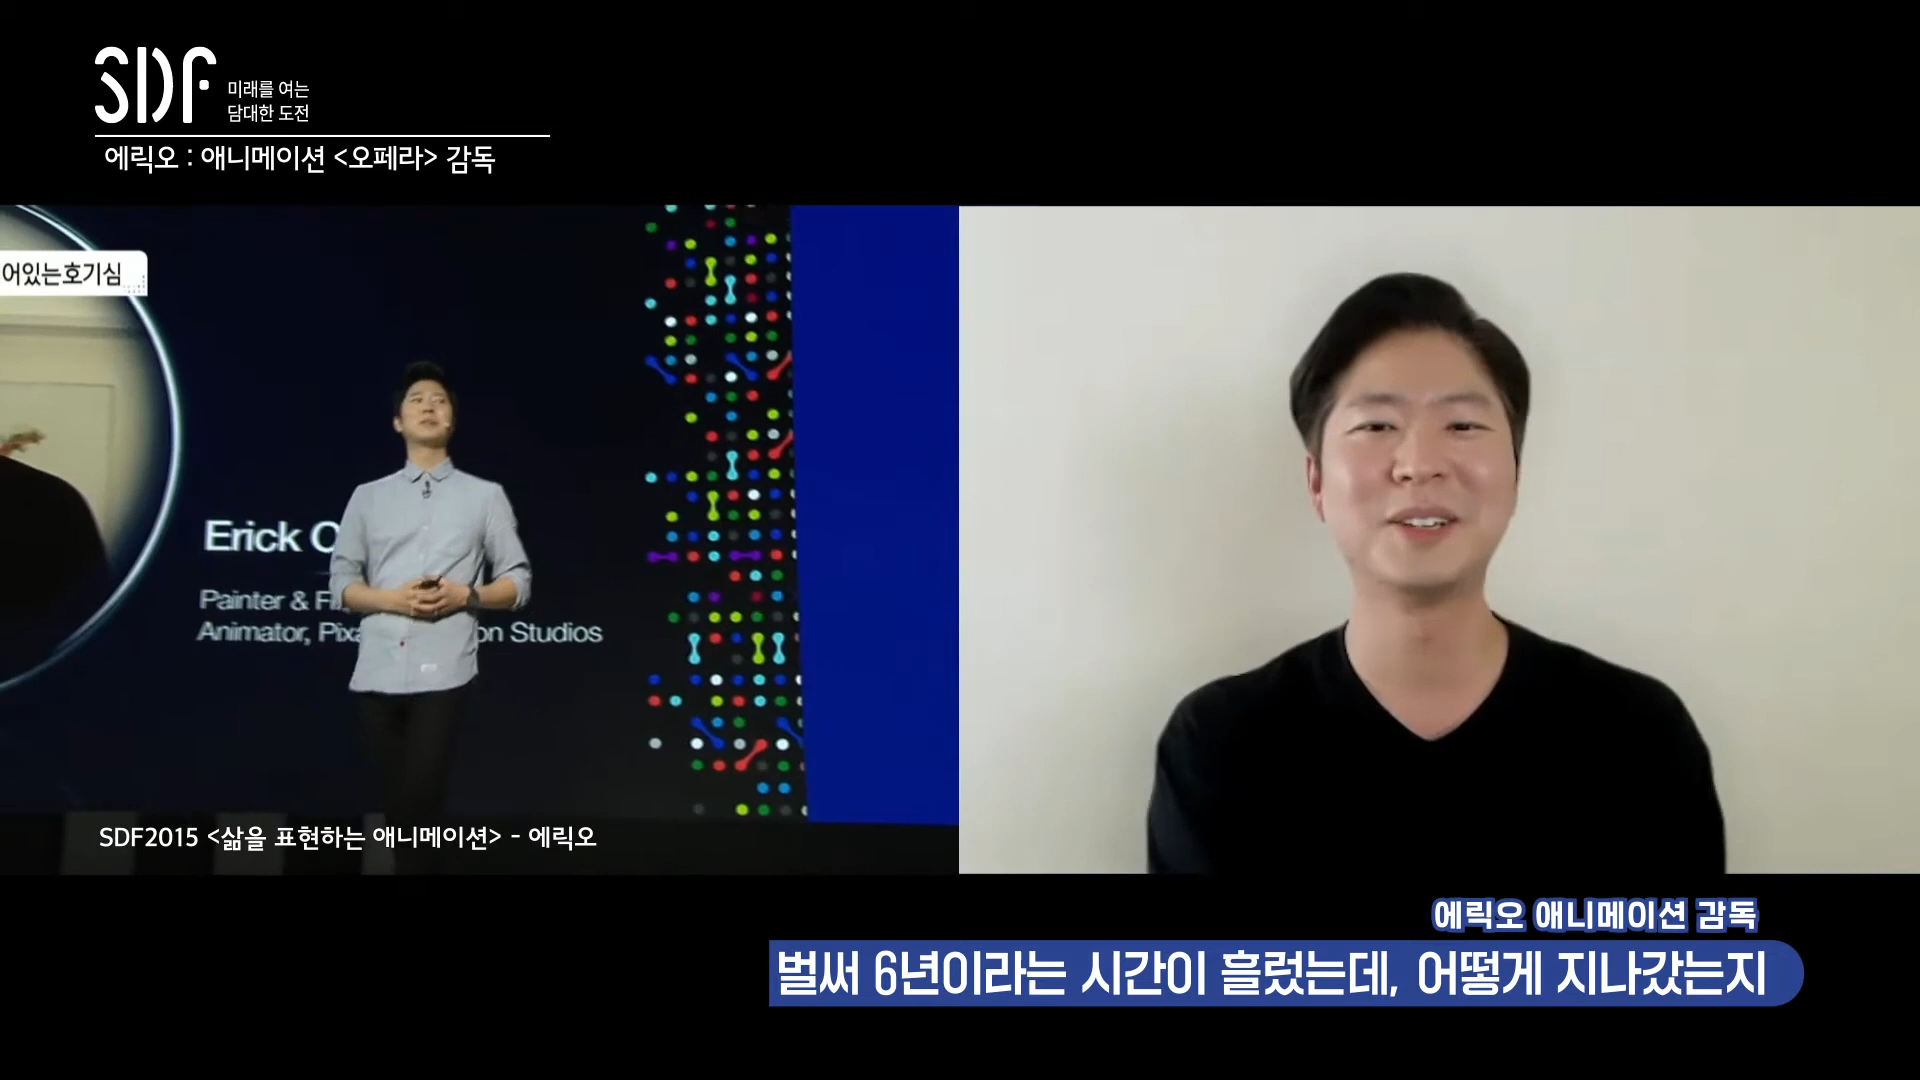 SDF 미래를 여는
담대한 도전
에릭오 : 애니메이션 <오페라> 감독
어있는호기심
Erick
Painter &
Animator, on Studios
SDF2015 <삶을 표현하는 애니메이션> - 에릭오
에릭오 애니메이션 감독
벌써 6년이라는 시간이 흘렀는데, 어떻게 지나갔는지